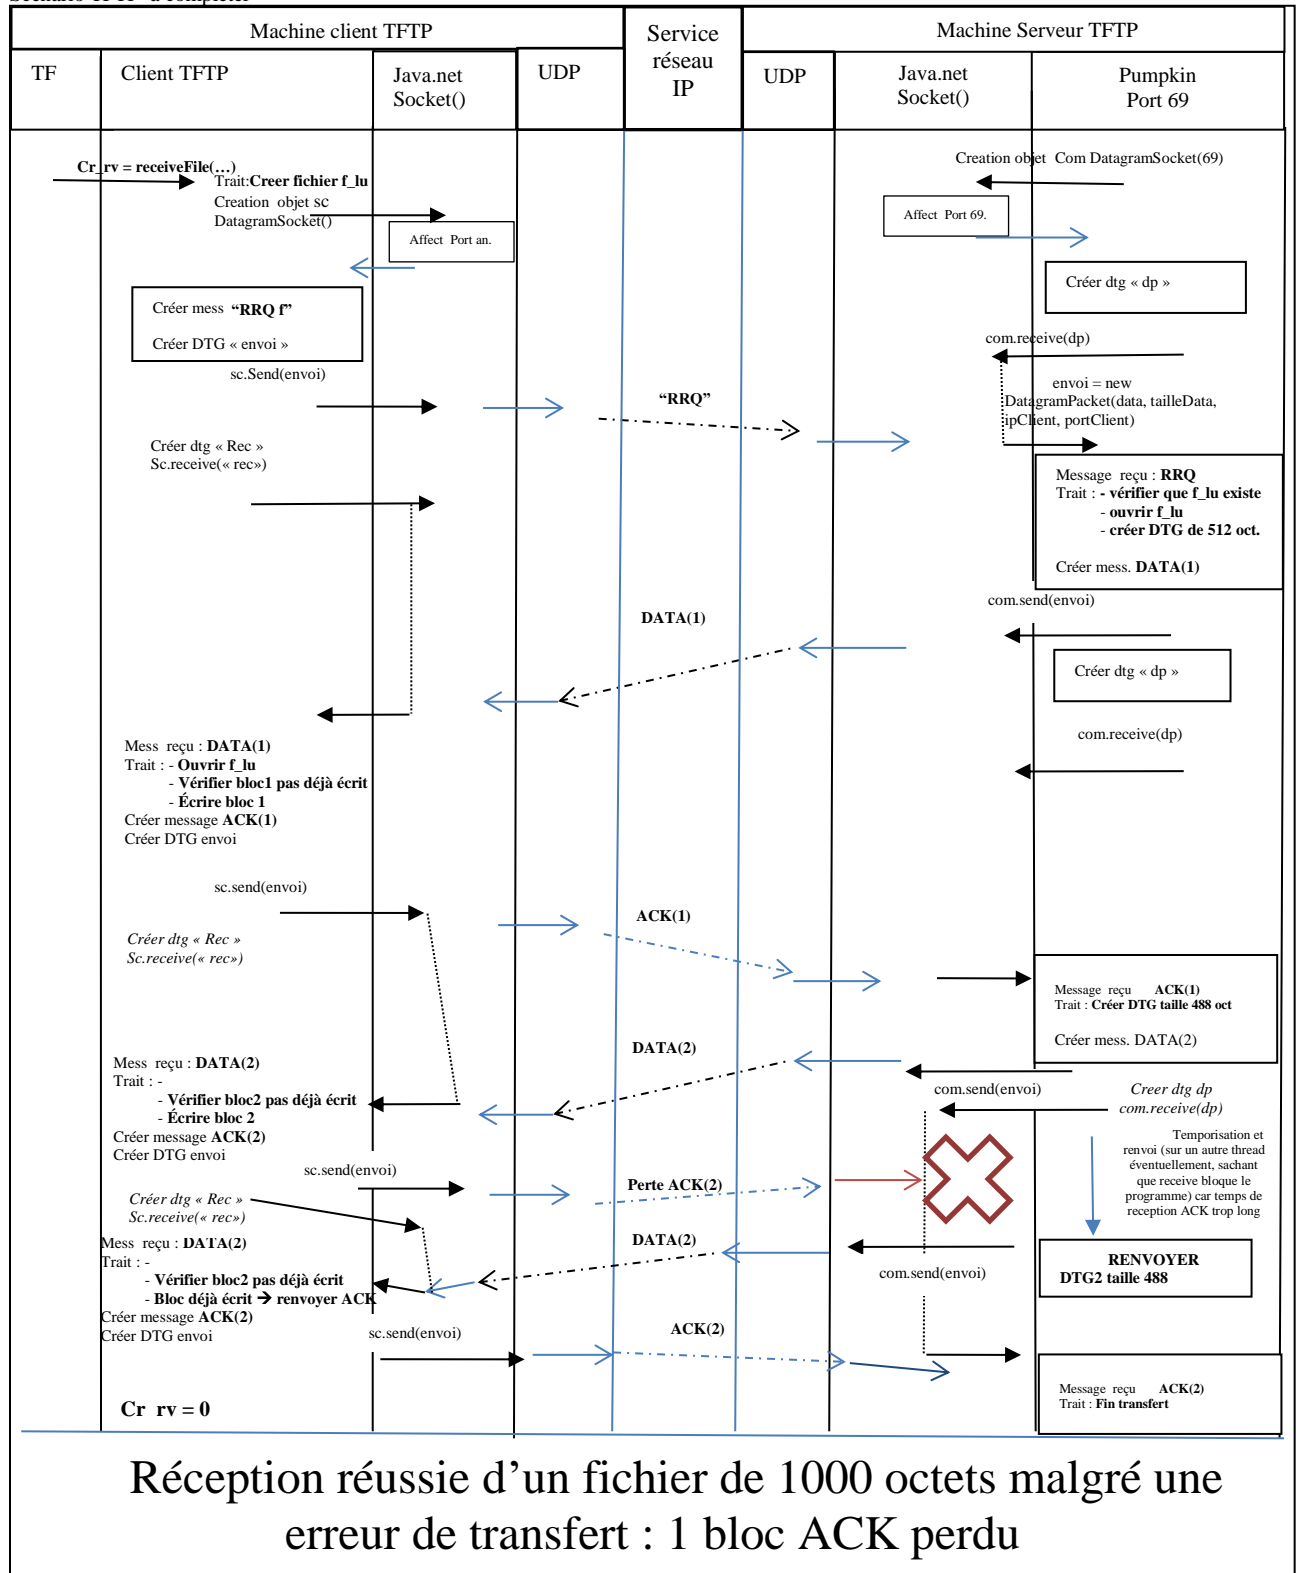 Machine client TFTP
Service
réseau
IP
Machine Serveur TFTP
TF
Client TFTP
Java.net
Socket()
UDP
UDP
Java.net
Socket()
Pumpkin
Port 69
Cr_rv = receiveFile(…)
Trait:Creer fichier f_lu
Creation objet sc
DatagramSocket()
Affect Port an.
Creation objet Com DatagramSocket(69)
Affect Port 69.
Créer dtg « dp »
Créer mess “RRQ f”
Créer DTG « envoi »
com.receive(dp)
sc.Send(envoi)
“RRQ”
envoi = new
DatagramPacket(data, tailleData,
ipClient, portClient)
Créer dtg « Rec »
Sc.receive(« rec»)
Message reçu : RRQ
Trait : - vérifier que f_lu existe
- ouvrir f_lu
- créer DTG de 512 oct.
Créer mess. DATA(1)
com.send(envoi)
DATA(1)
Créer dtg « dp »
com.receive(dp)
Mess reçu : DATA(1)
Trait : - Ouvrir f_lu
- Vérifier bloc1 pas déjà écrit
- Écrire bloc 1
Créer message ACK(1)
Créer DTG envoi
sc.send(envoi)
ACK(1)
Créer dtg « Rec »
Sc.receive(« rec»)
Message reçu ACK(1)
Trait : Créer DTG taille 488 oct
Créer mess. DATA(2)
DATA(2)
Mess reçu : DATA(2)
Trait : -
- Vérifier bloc2 pas déjà écrit
- Écrire bloc 2
Créer message ACK(2)
Créer DTG envoi
com.send(envoi)
Creer dtg dp
com.receive(dp)
Temporisation et
renvoi (sur un autre thread
éventuellement, sachant
que receive bloque le
programme) car temps de
reception ACK trop long
sc.send(envoi)
Perte ACK(2)
Créer dtg « Rec »
Sc.receive(« rec»)
DATA(2)
Mess reçu : DATA(2)
Trait : -
- Vérifier bloc2 pas déjà écrit
- Bloc déjà écrit → renvoyer ACK
Créer message ACK(2)
Créer DTG envoi
com.send(envoi)
RENVOYER
DTG2 taille 488
sc.send(envoi)
ACK(2)
Message reçu ACK(2)
Trait : Fin transfert
Cr rv = 0
Réception réussie d’un fichier de 1000 octets malgré une
erreur de transfert : 1 bloc ACK perdu